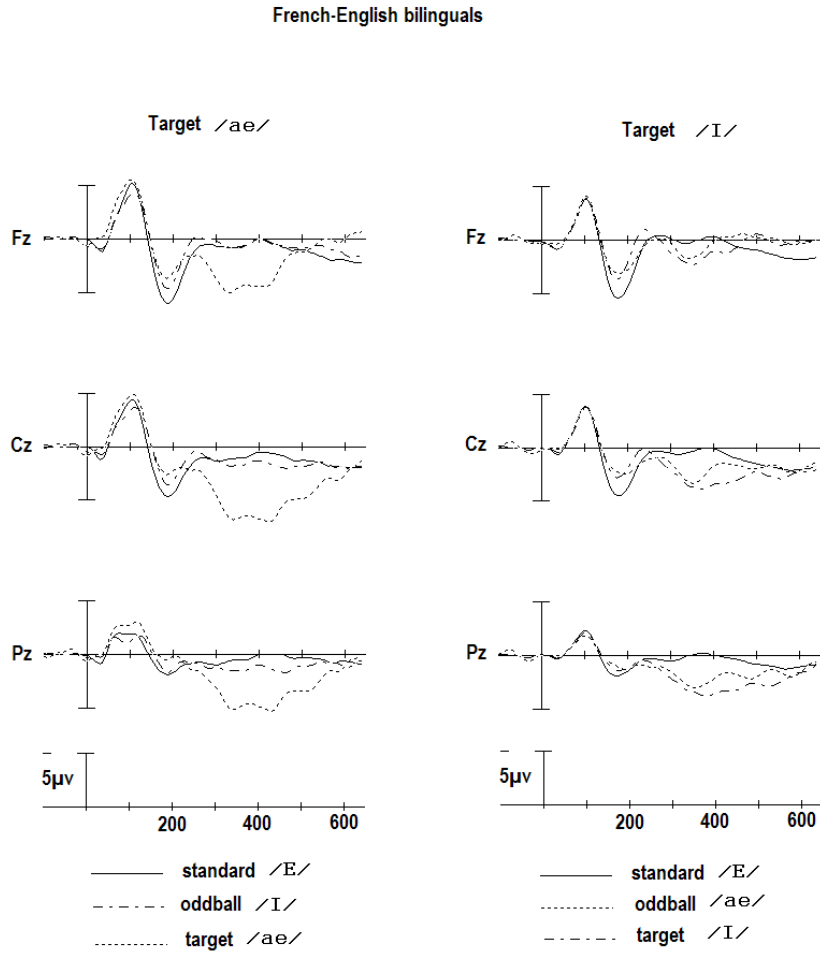 French-English bilinguals
Target /ae/
Target /I/
Fz
Fz
Cz
Cz
Pz
Pz
5μv
5μv
200 400 600
200 400 600
standard /E/
oddball /I/
target /ae/
standard /E/
oddball /ae/
target /I/